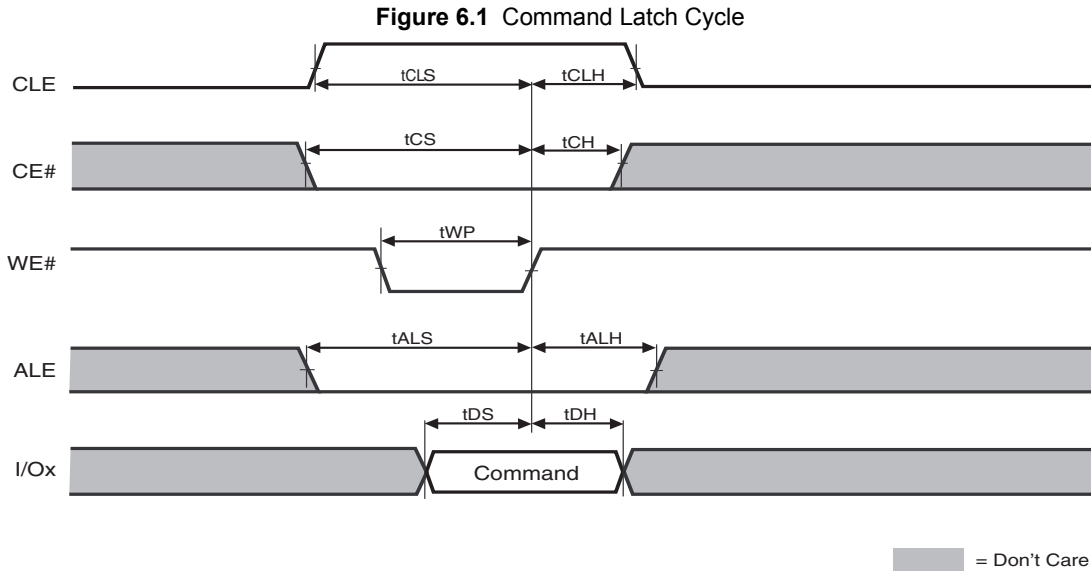 Figure 6.1 Command Latch Cycle
CLE
tCLS
tCLH
CE#
tCS
tCH
WE#
tWP
ALE
tALS
tALH
I/Ox
tDS
tDH
Command
= Don't Care